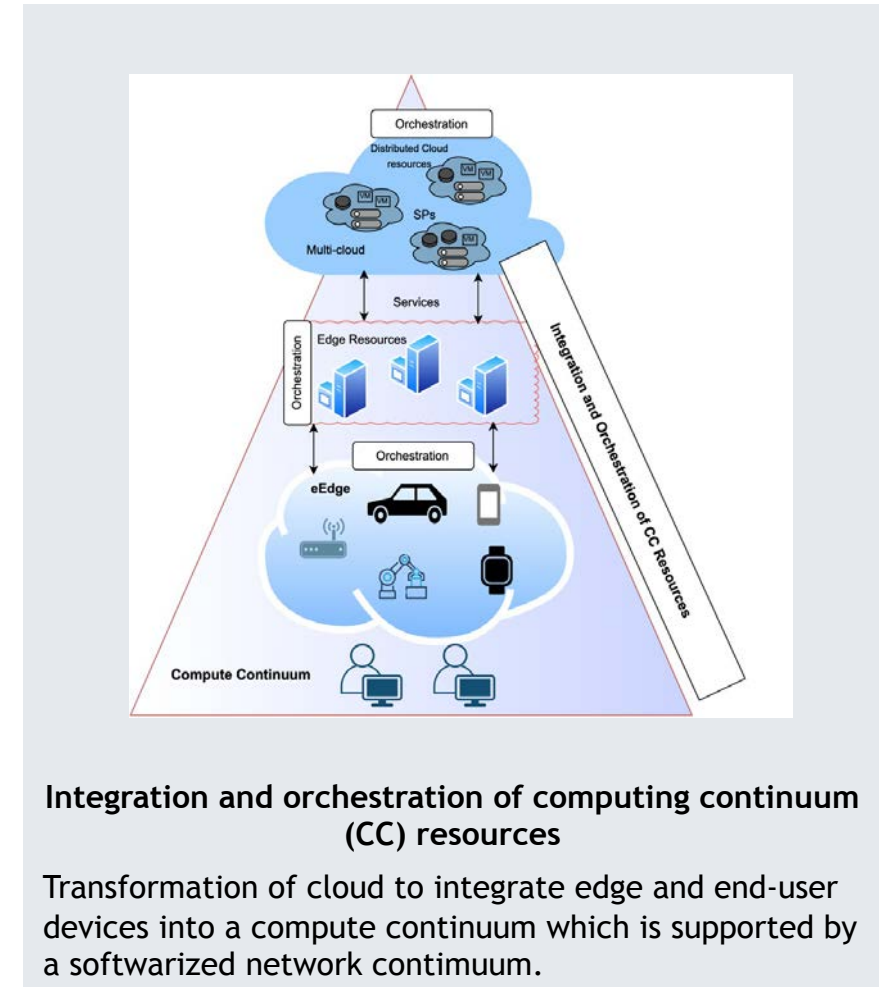 Orchestration
Distributed Cloud
resources
VM
VM
VM
VM
VM
SPs
Multi-cloud
Services
Orchestration
Edge Resources
Integration and Orchestration of CC Resources
Orchestration
eEdge
Compute Continuum
Integration and orchestration of computing continuum
(CC) resources
Transformation of cloud to integrate edge and end-user
devices into a compute continuum which is supported by
a softwarized network contimuum.